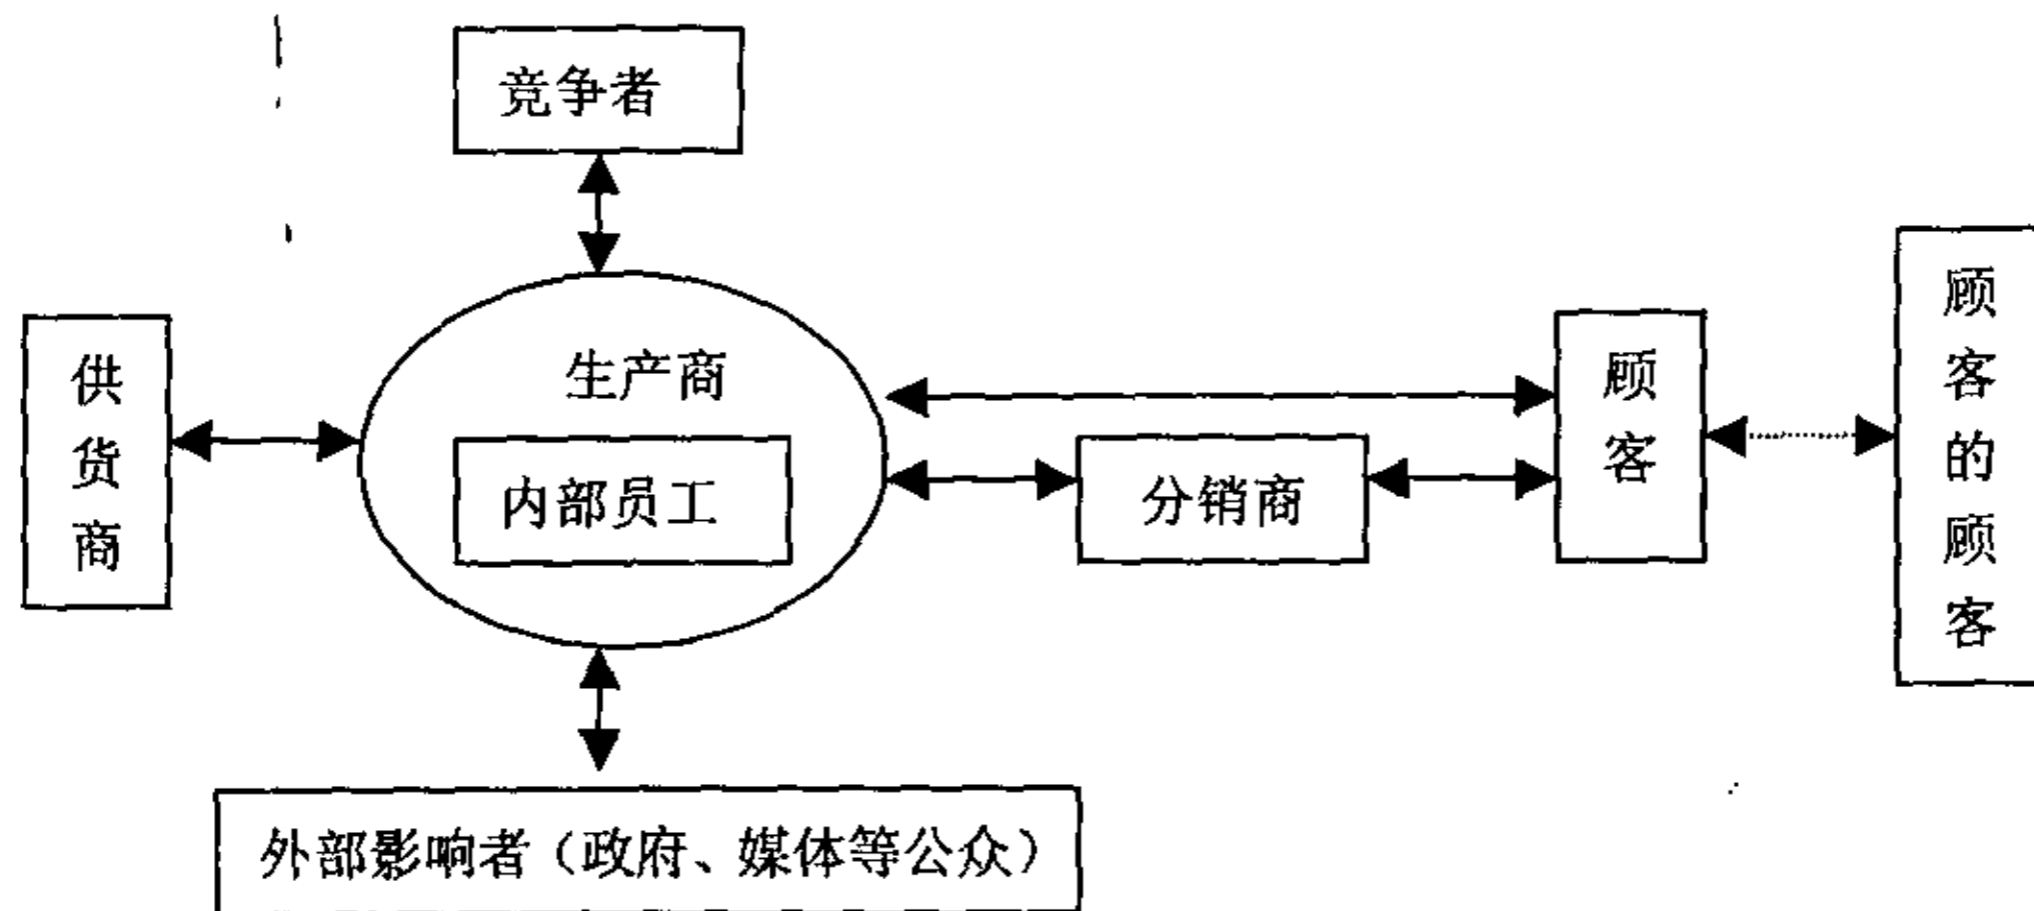 竞争者
供货商
生产商
内部员工
分销商
顾客
顾客的顾客
外部影响者（政府、媒体等公众）